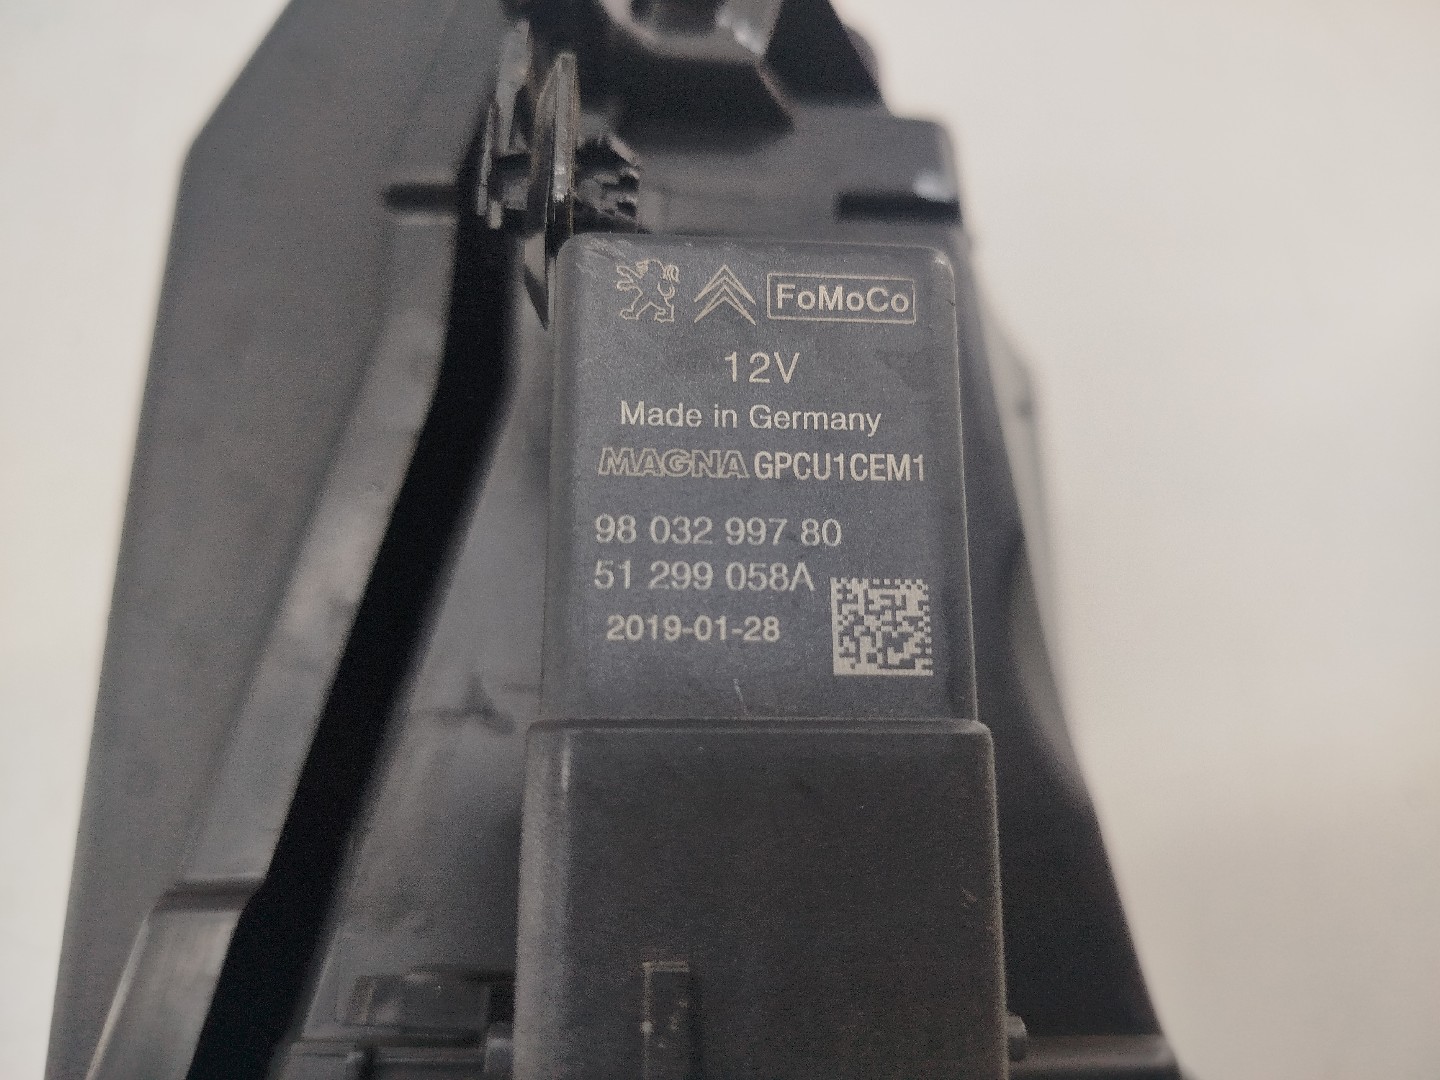 FoMoCo
12V
Made in Germany
MAGNA GPCU1CEM1
98 032 997 80
51 299 058A
2019-01-28